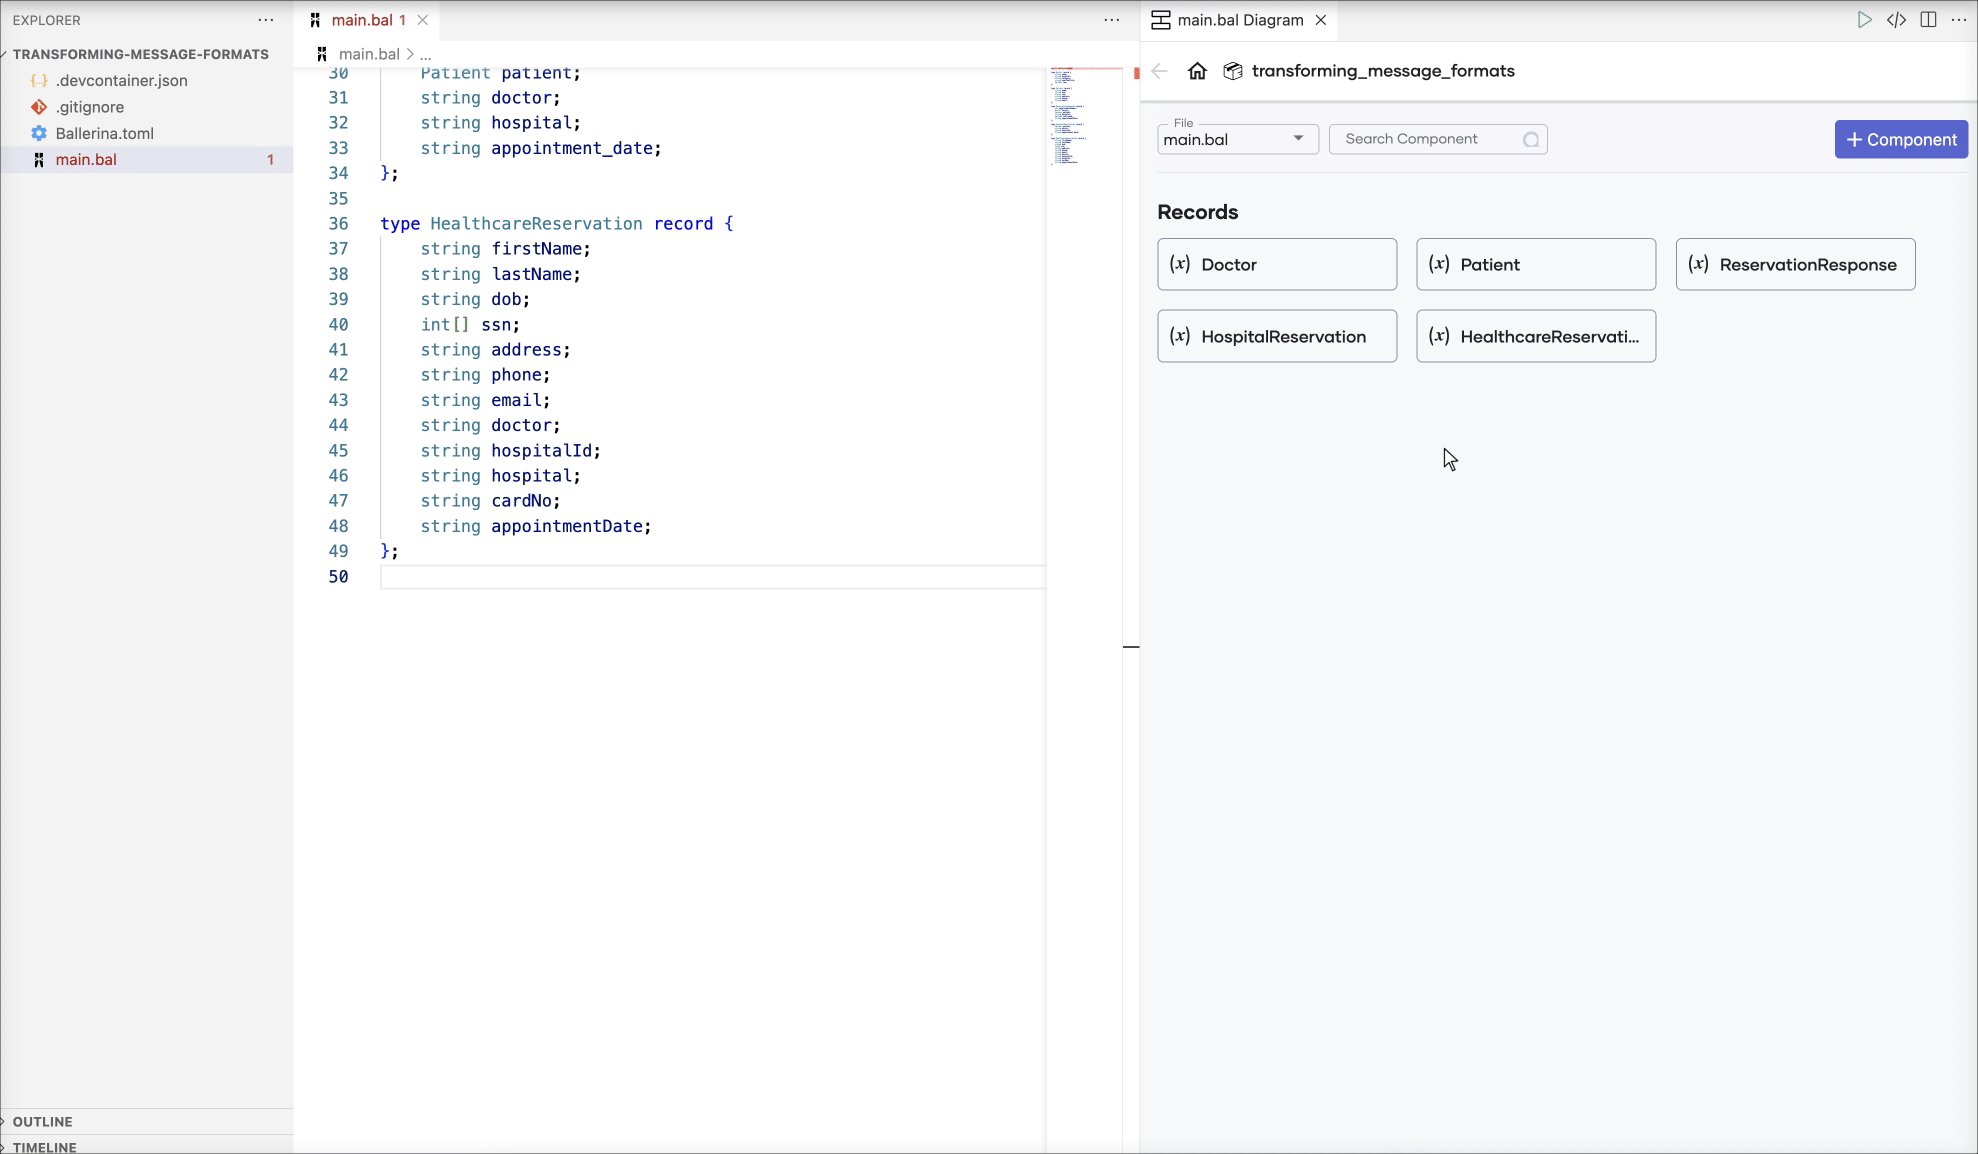 EXPLORER
TRANSFORMING-MESSAGE-FORMATS
.devcontainer.json
.gitignore
Ballerina.toml
main.bal 1
OUTLINE
TIMELINE
main.bal 1
main.bal > ...
30 Patient patient;
31 string doctor;
32 string hospital;
33 string appointment_date;
34 };
35
36 type HealthcareReservation record {
37 string firstName;
38 string lastName;
39 string dob;
40 int[] ssn;
41 string address;
42 string phone;
43 string email;
44 string doctor;
45 string hospitalId;
46 string hospital;
47 string cardNo;
48 string appointmentDate;
49 };
50
main.bal Diagram
transforming_message_formats
File
main.bal
Search Component
+ Component
Records
(x) Doctor
(x) Patient
(x) ReservationResponse
(x) HospitalReservation
(x) HealthcareReservati...